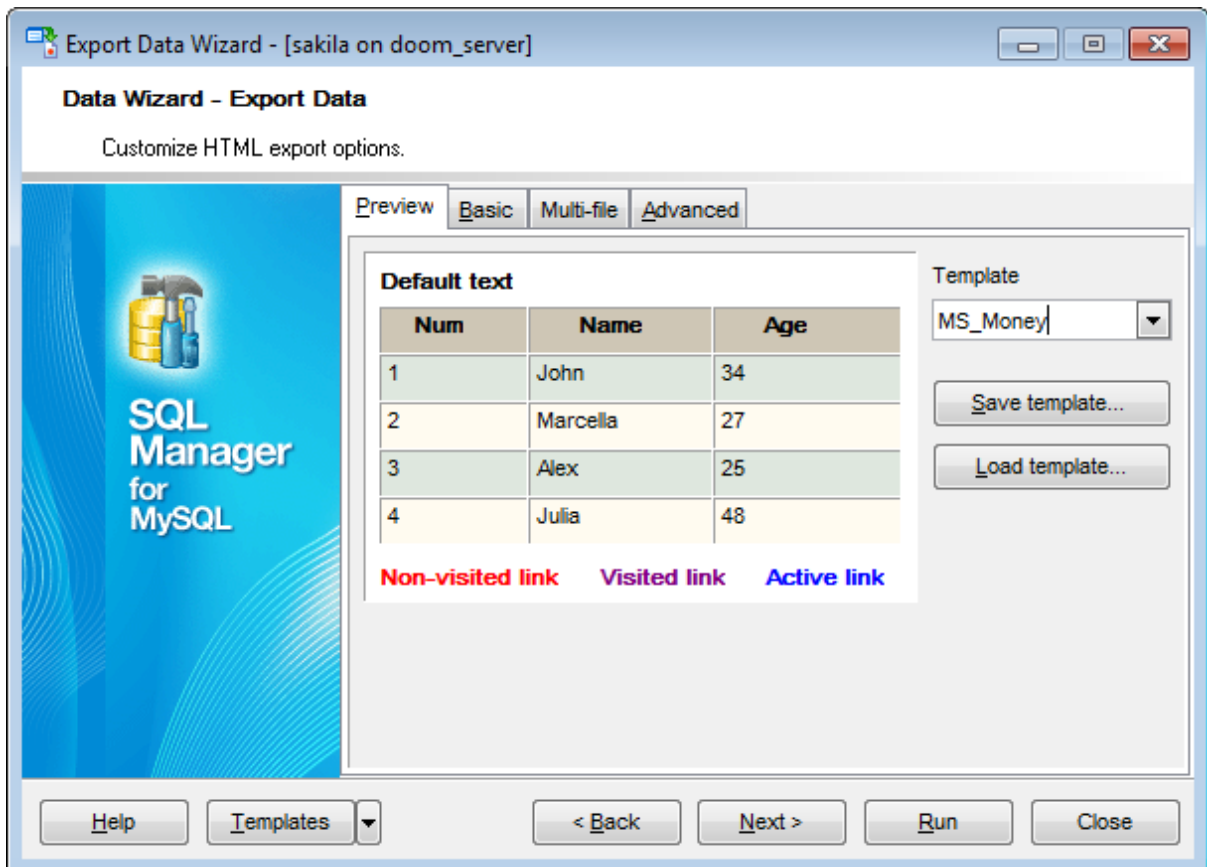 Export Data Wizard - [sakila on doom_server]
Data Wizard - Export Data
Customize HTML export options.
SQL
Manager
for
MySQL
Preview Basic Multi-file Advanced
Default text
Num Name Age
1 John 34
2 Marcella 27
3 Alex 25
4 Julia 48
Non-visited link Visited link Active link
Template
MS_Money
Save template...
Load template...
Help Templates < Back Next > Run Close